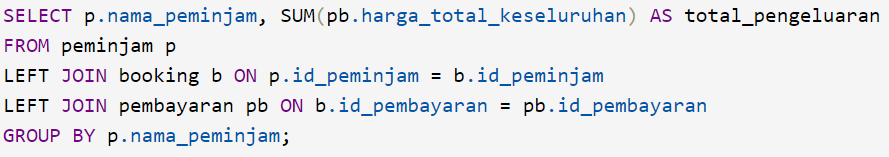 SELECT p.nama_peminjam, SUM(pb.harga_total_keseluruhan) AS total_pengeluaran
FROM peminjam p
LEFT JOIN booking b ON p.id_peminjam = b.id_peminjam
LEFT JOIN pembayaran pb ON b.id_pembayaran = pb.id_pembayaran
GROUP BY p.nama_peminjam;